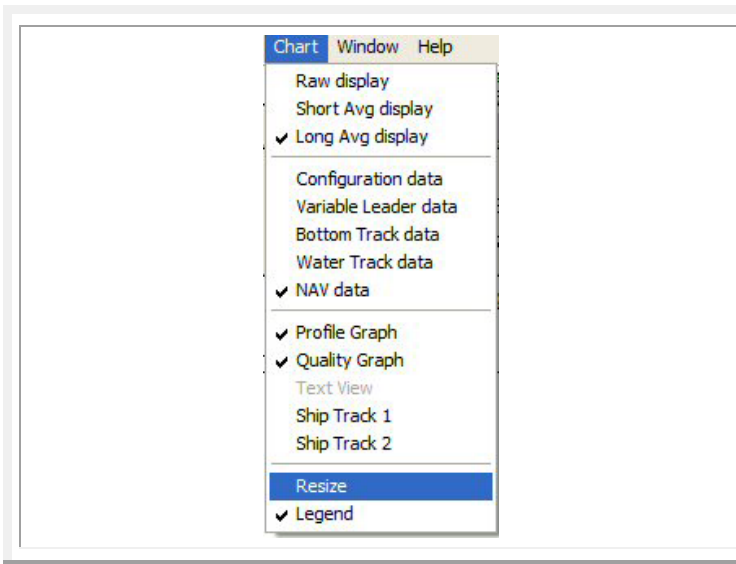 Chart Window Help
Raw display
Short Avg display
Long Avg display
Configuration data
Variable Leader data
Bottom Track data
Water Track data
NAV data
Profile Graph
Quality Graph
Text View
Ship Track 1
Ship Track 2
Resize
Legend